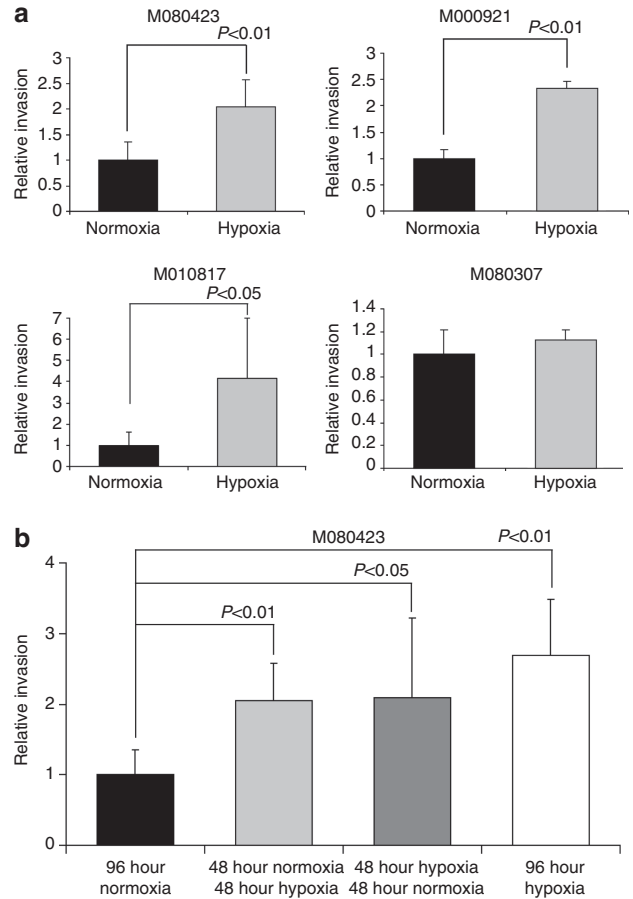 a
M080423
P<0.01
Relative invasion
3
2.5
2
1.5
1
0.5
0
Normoxia
Hypoxia
M000921
P<0.01
Relative invasion
3
2.5
2
1.5
1
0.5
0
Normoxia
Hypoxia
M010817
P<0.05
Relative invasion
7
6
5
4
3
2
1
0
Normoxia
Hypoxia
M080307
Relative invasion
1.4
1.2
1
0.8
0.6
0.4
0.2
0
Normoxia
Hypoxia
b
M080423
P<0.01
P<0.05
P<0.01
Relative invasion
4
3
2
1
0
96 hour
normoxia
48 hour normoxia
48 hour hypoxia
48 hour hypoxia
48 hour normoxia
96 hour
hypoxia